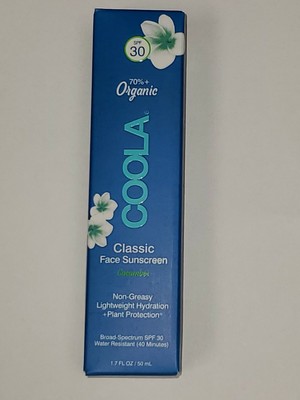 SPF
30
70%+
Organic
COOLA
Classic
Face Sunscreen
Cucumber
Non-Greasy
Lightweight Hydration
+Plant Protection®
Broad-Spectrum SPF 30
Water Resistant (40 Minutes)
1.7 FL OZ / 50 mL